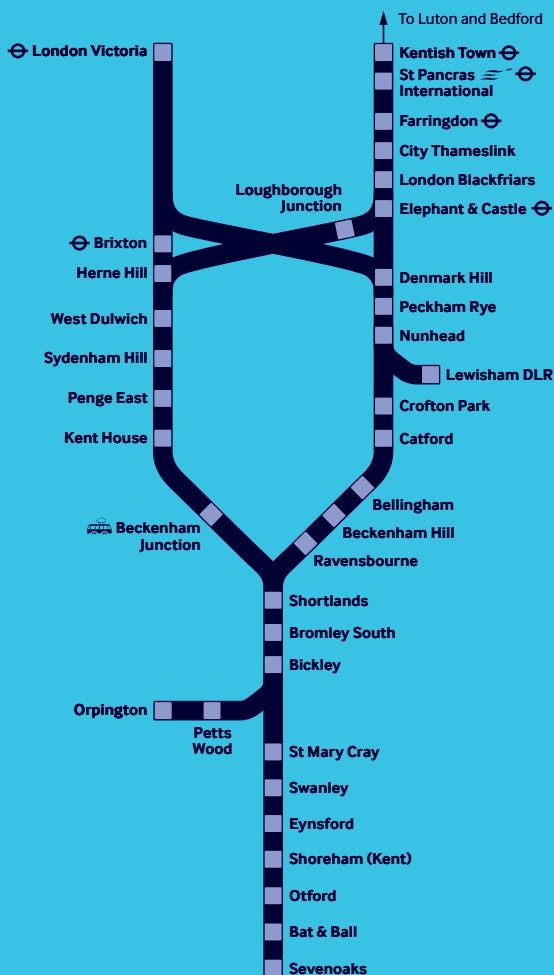 To Luton and Bedford
London Victoria
Kentish Town
St Pancras
International
Farringdon
City Thameslink
London Blackfriars
Loughborough
Junction
Elephant & Castle
Brixton
Herne Hill
Denmark Hill
Peckham Rye
West Dulwich
Nunhead
Sydenham Hill
Lewisham DLR
Penge East
Crofton Park
Kent House
Catford
Bellingham
Beckenham
Junction
Beckenham Hill
Ravensbourne
Shortlands
Bromley South
Bickley
Orpington
Petts
Wood
St Mary Cray
Swanley
Eynsford
Shoreham (Kent)
Otford
Bat & Ball
Sevenoaks